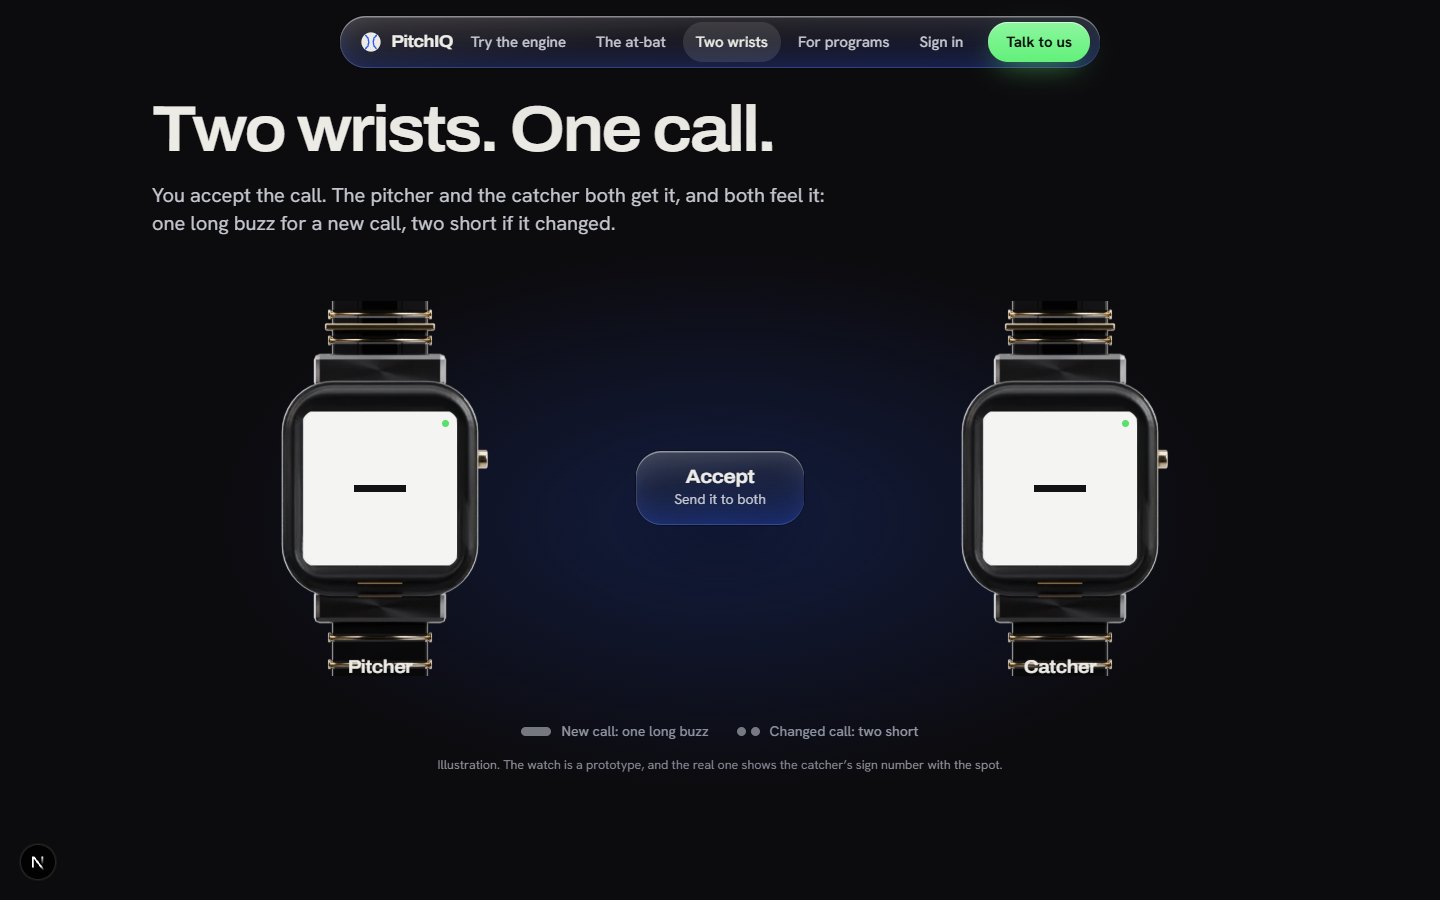 PitchIQ Try the engine The at-bat Two wrists For programs Sign in Talk to us
Two wrists. One call.
You accept the call. The pitcher and the catcher both get it, and both feel it:
one long buzz for a new call, two short if it changed.
Accept
Send it to both
Pitcher
Catcher
New call: one long buzz
Changed call: two short
Illustration. The watch is a prototype, and the real one shows the catcher’s sign number with the spot.
N